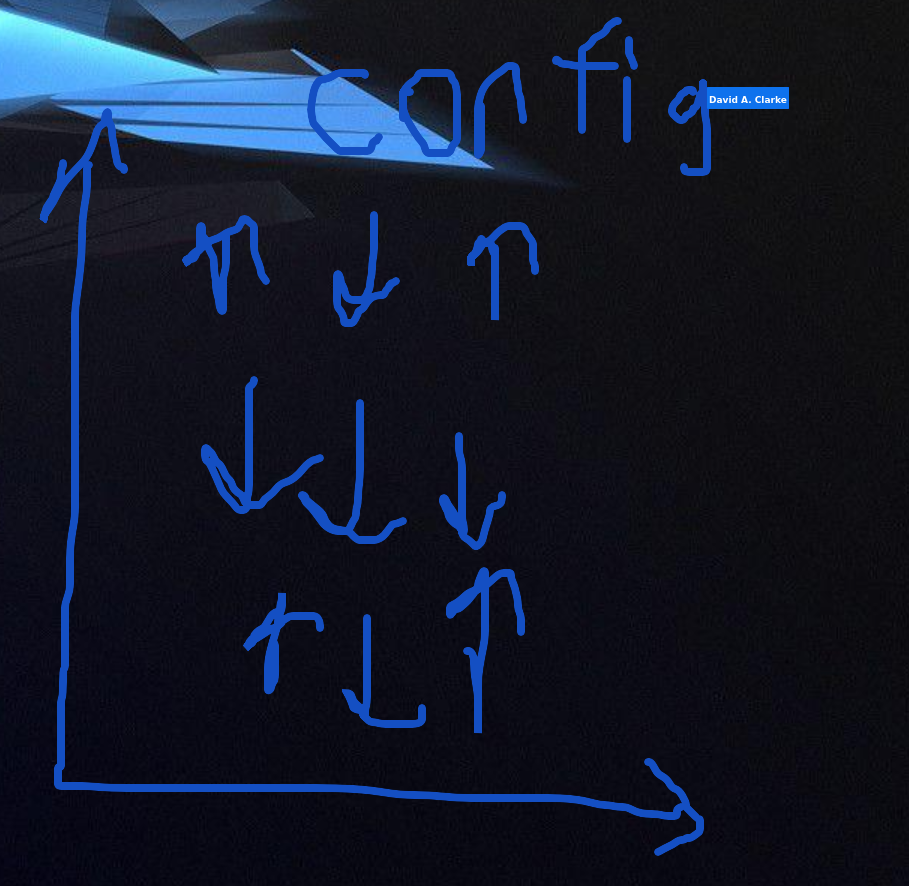 config
David A. Clarke
↑ ↓ ↑
↓ ↓ ↓
↑ ↓ ↑